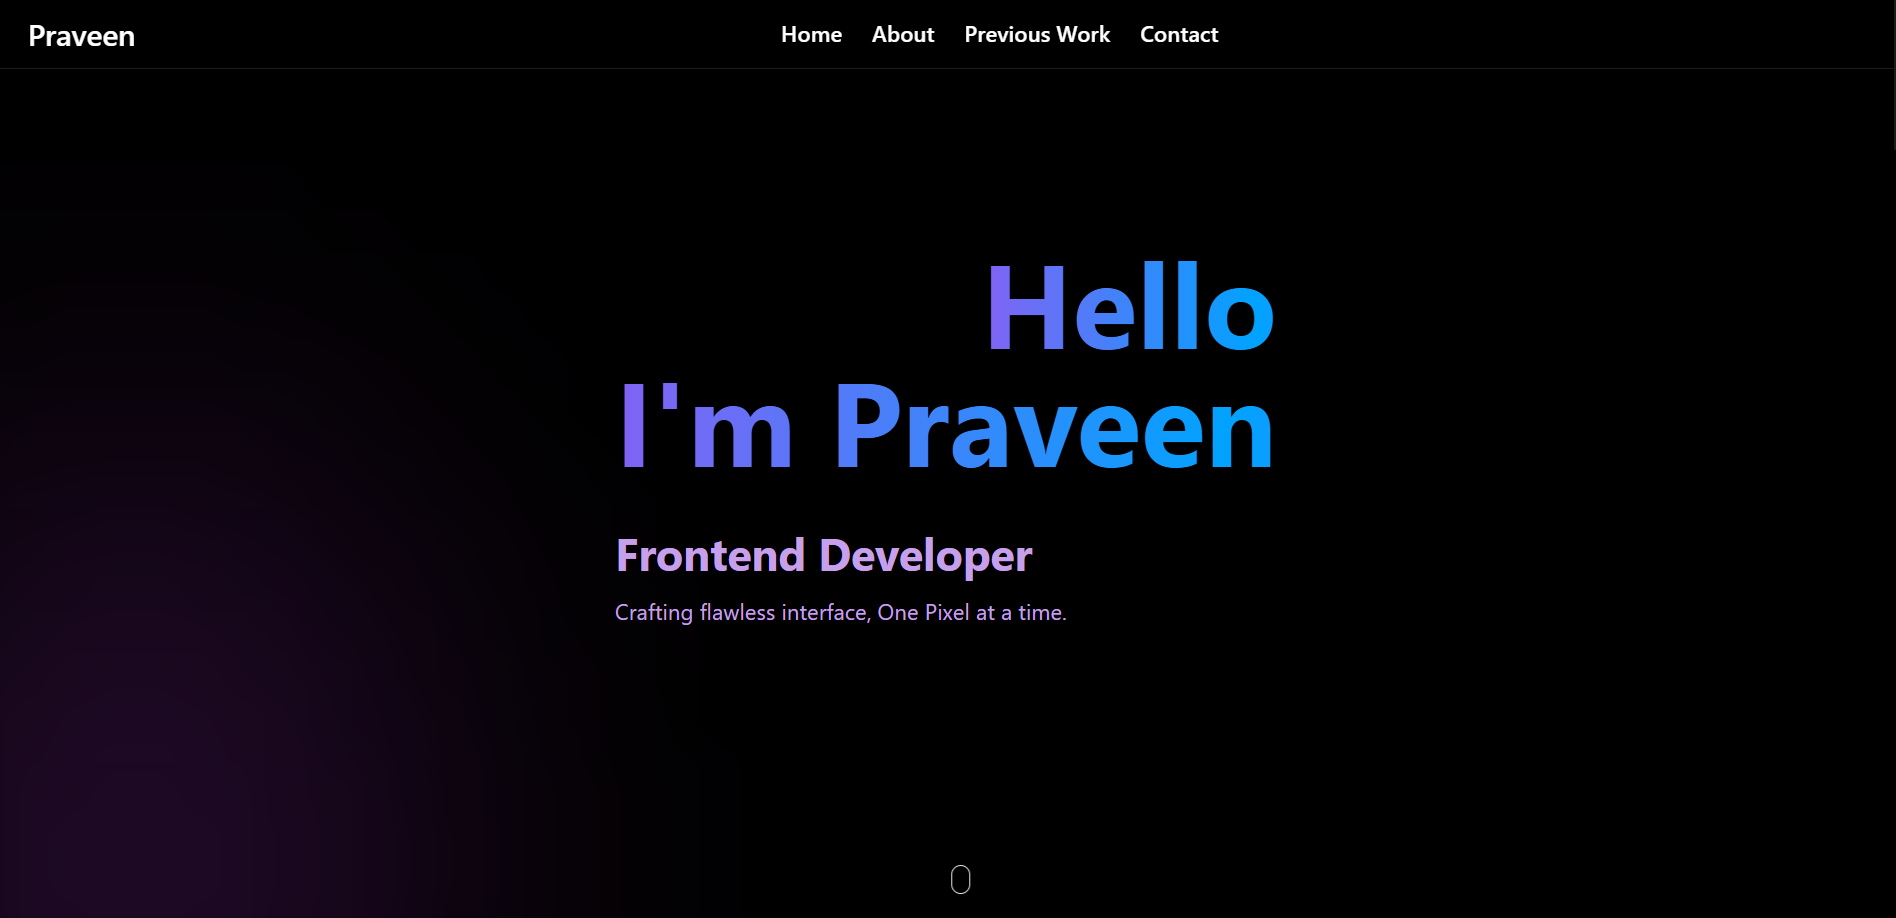 Praveen
Home About Previous Work Contact
Hello
I'm Praveen
Frontend Developer
Crafting flawless interface, One Pixel at a time.